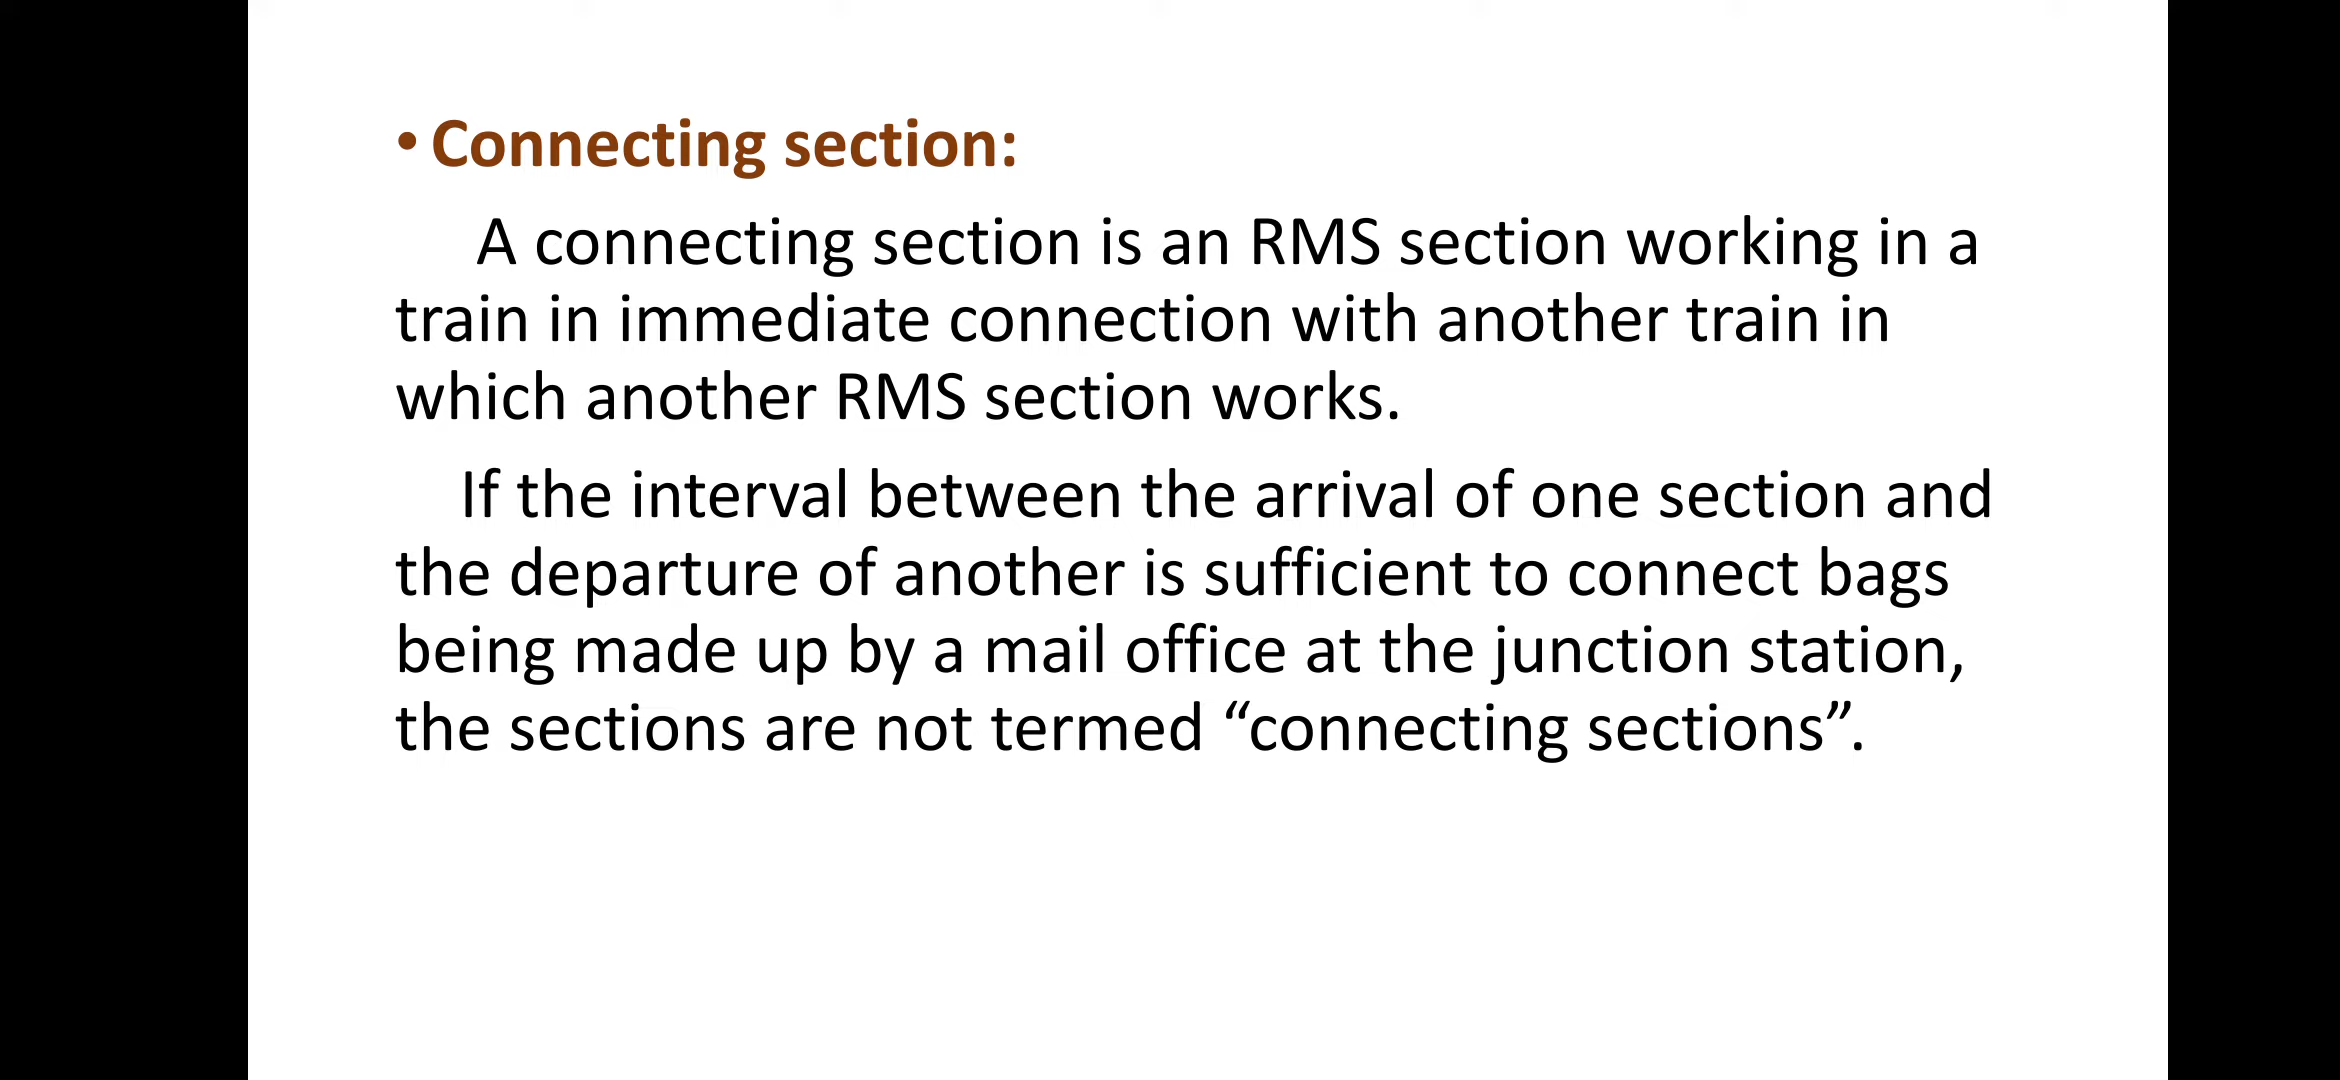 • Connecting section:
A connecting section is an RMS section working in a
train in immediate connection with another train in
which another RMS section works.
If the interval between the arrival of one section and
the departure of another is sufficient to connect bags
being made up by a mail office at the junction station,
the sections are not termed “connecting sections”.